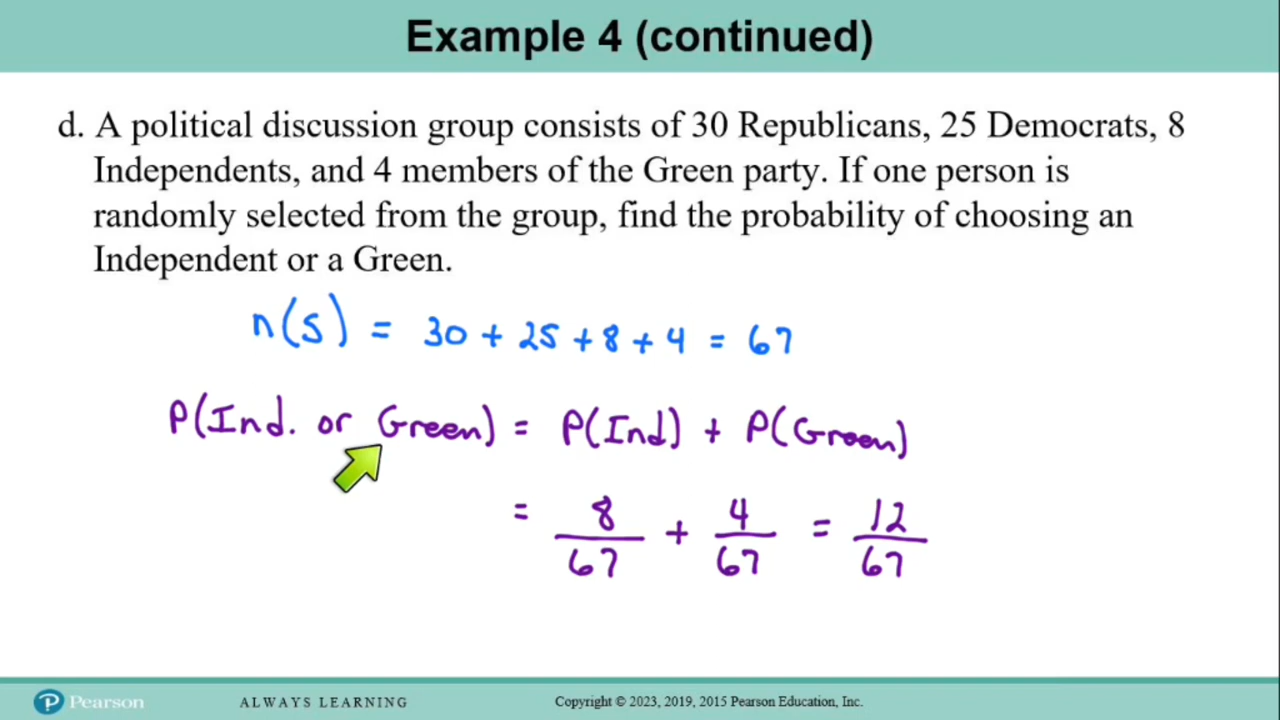 Example 4 (continued)
d. A political discussion group consists of 30 Republicans, 25 Democrats, 8
Independents, and 4 members of the Green party. If one person is
randomly selected from the group, find the probability of choosing an
Independent or a Green.
n(S) = 30 + 25 + 8 + 4 = 67
P(Ind. or Green) = P(Ind) + P(Green)
= 8/67 + 4/67 = 12/67
P Pearson ALWAYS LEARNING Copyright © 2023, 2019, 2015 Pearson Education, Inc.